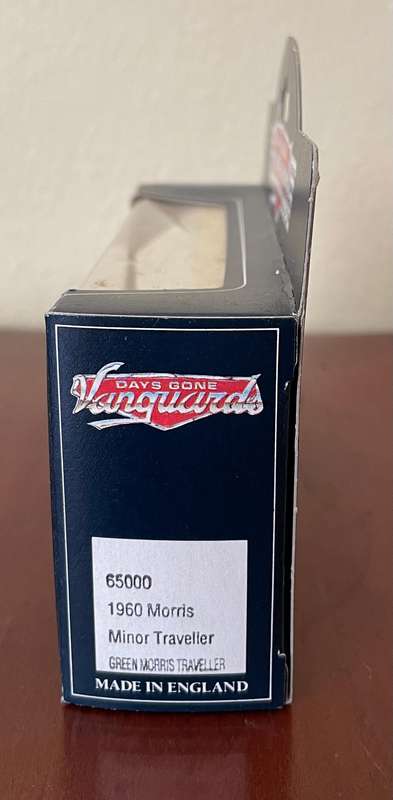 DAYS GONE
Vanguards
65000
1960 Morris
Minor Traveller
GREEN MORRIS TRAVELLER
MADE IN ENGLAND